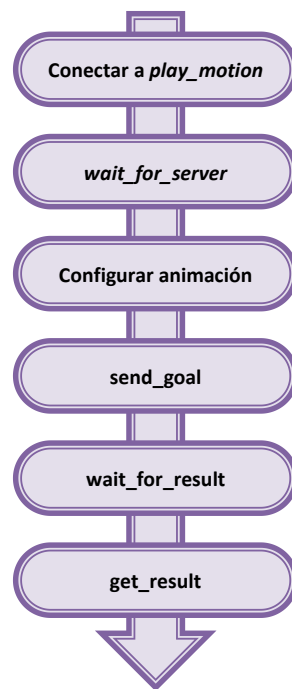 Conectar a play_motion
wait_for_server
Configurar animación
send_goal
wait_for_result
get_result